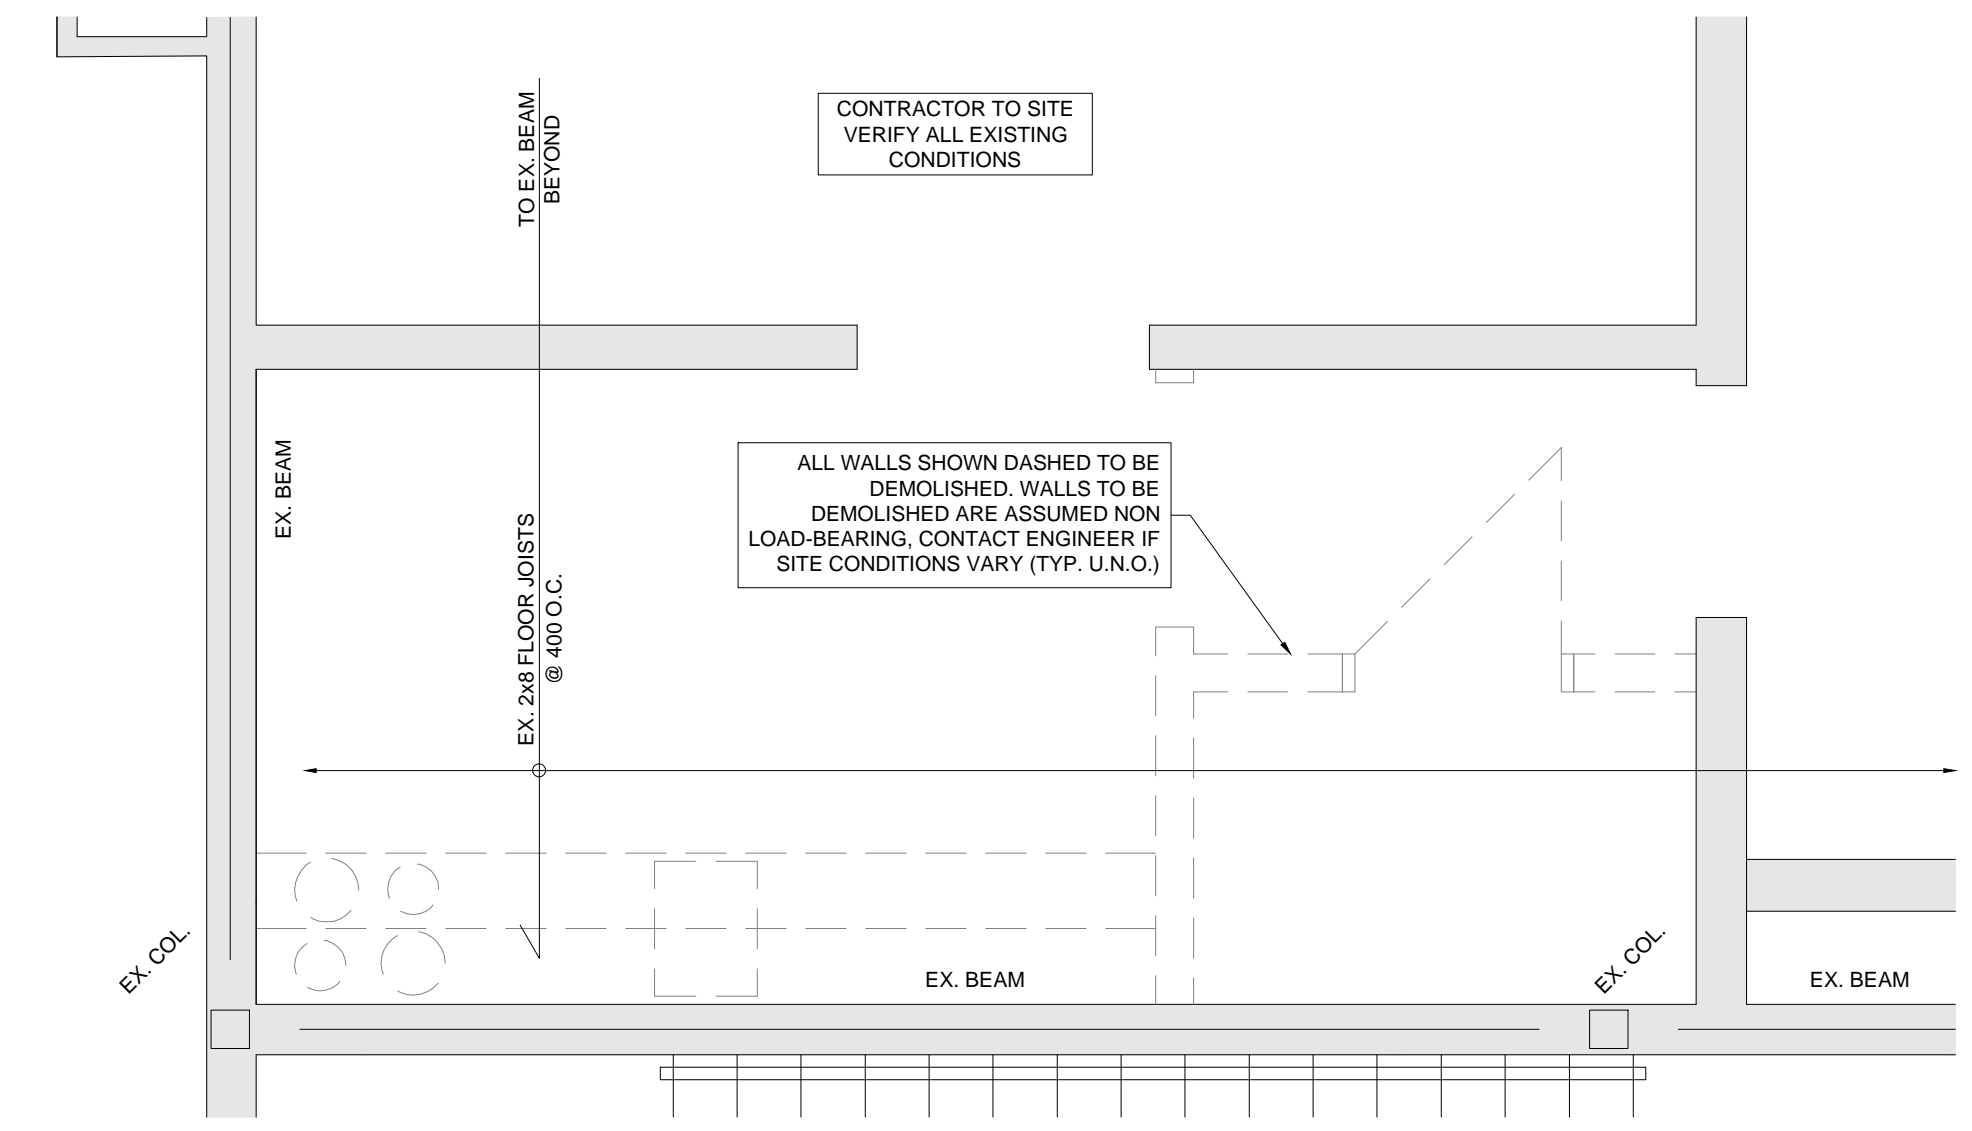 TO EX. BEAM
BEYOND
CONTRACTOR TO SITE
VERIFY ALL EXISTING
CONDITIONS
EX. BEAM
EX. 2x8 FLOOR JOISTS
@ 400 O.C.
ALL WALLS SHOWN DASHED TO BE
DEMOLISHED. WALLS TO BE
DEMOLISHED ARE ASSUMED NON
LOAD-BEARING, CONTACT ENGINEER IF
SITE CONDITIONS VARY (TYP. U.N.O.)
EX. COL.
EX. BEAM
EX. COL.
EX. BEAM